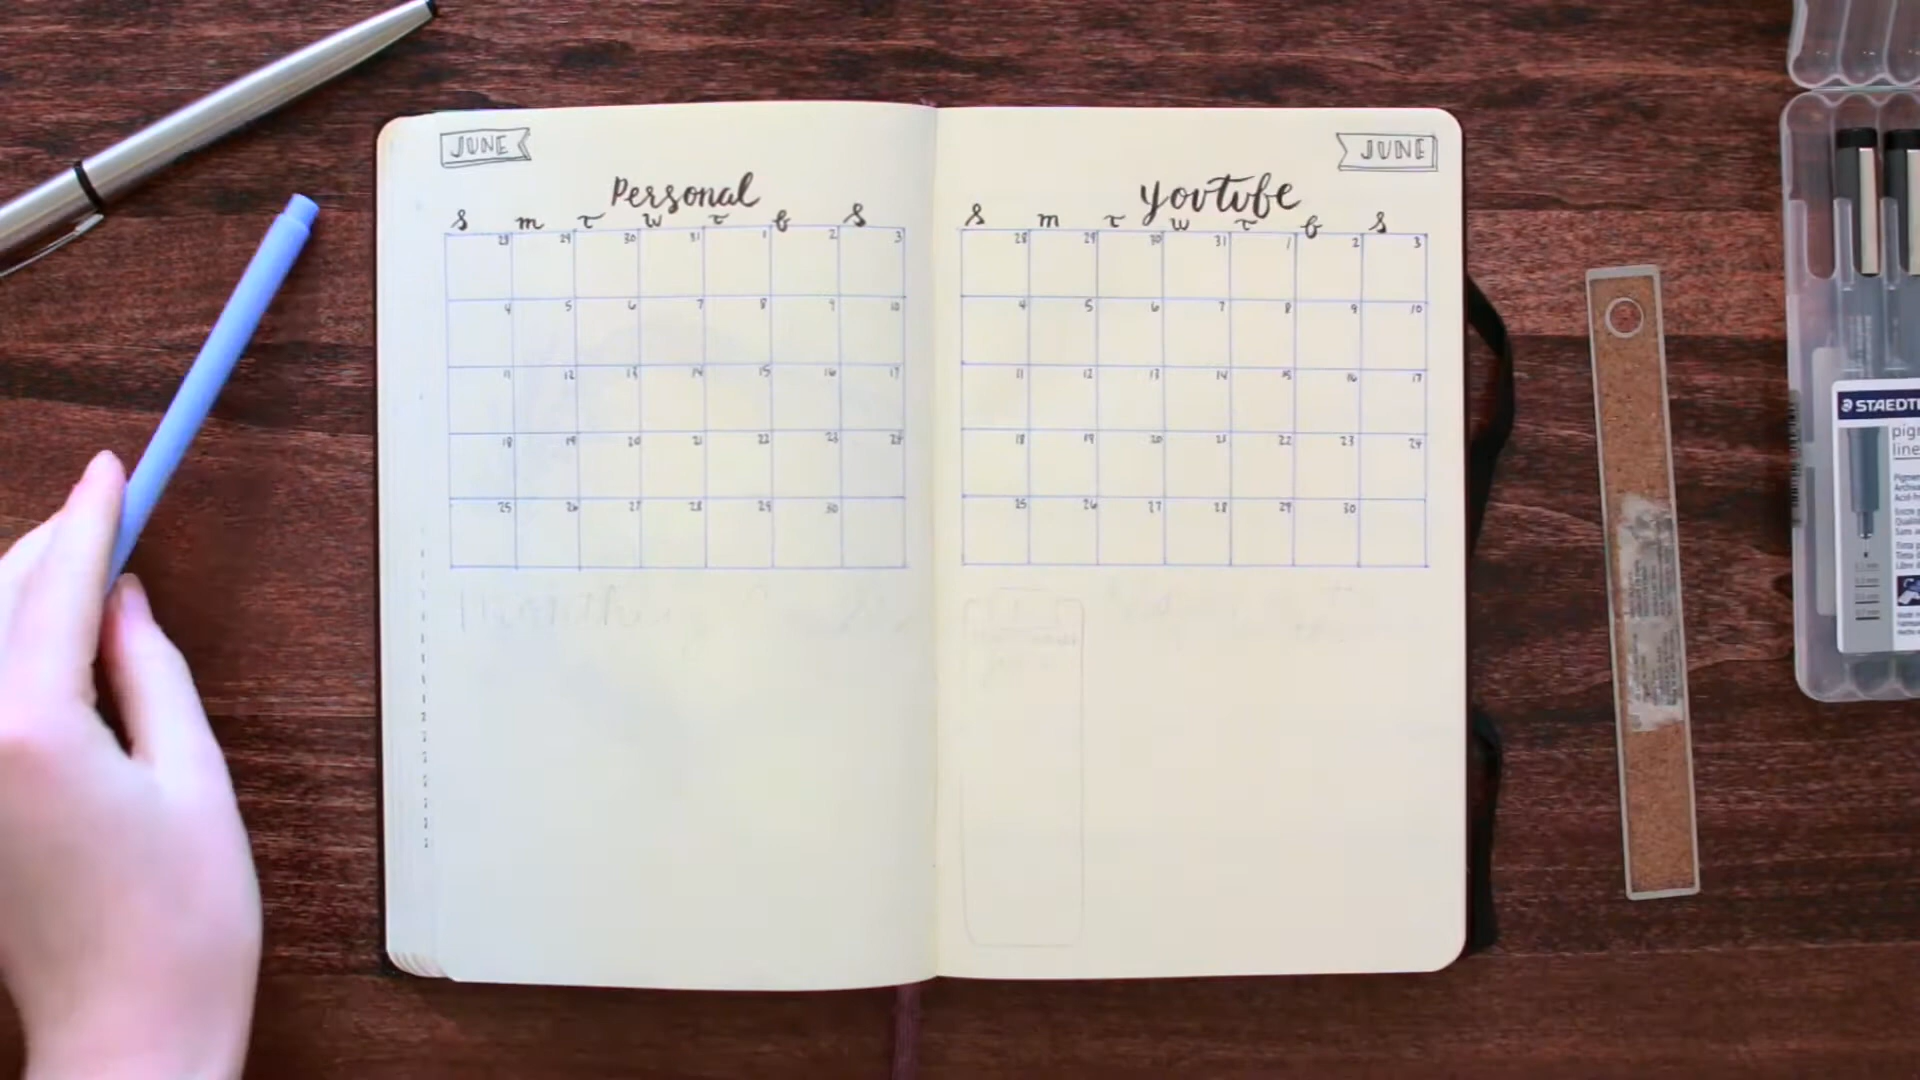 JUNE
Personal
S M T W T F S
28 29 30 31 1 2 3
4 5 6 7 8 9 10
11 12 13 14 15 16 17
18 19 20 21 22 23 24
25 26 27 28 29 30
JUNE
Youtube
S M T W T F S
28 29 30 31 1 2 3
4 5 6 7 8 9 10
11 12 13 14 15 16 17
18 19 20 21 22 23 24
25 26 27 28 29 30
STAEDTL
pig
line